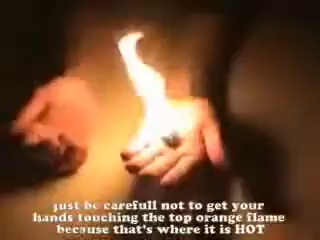 just be carefull not to get your
hands touching the top orange flame
because that's where it is HOT